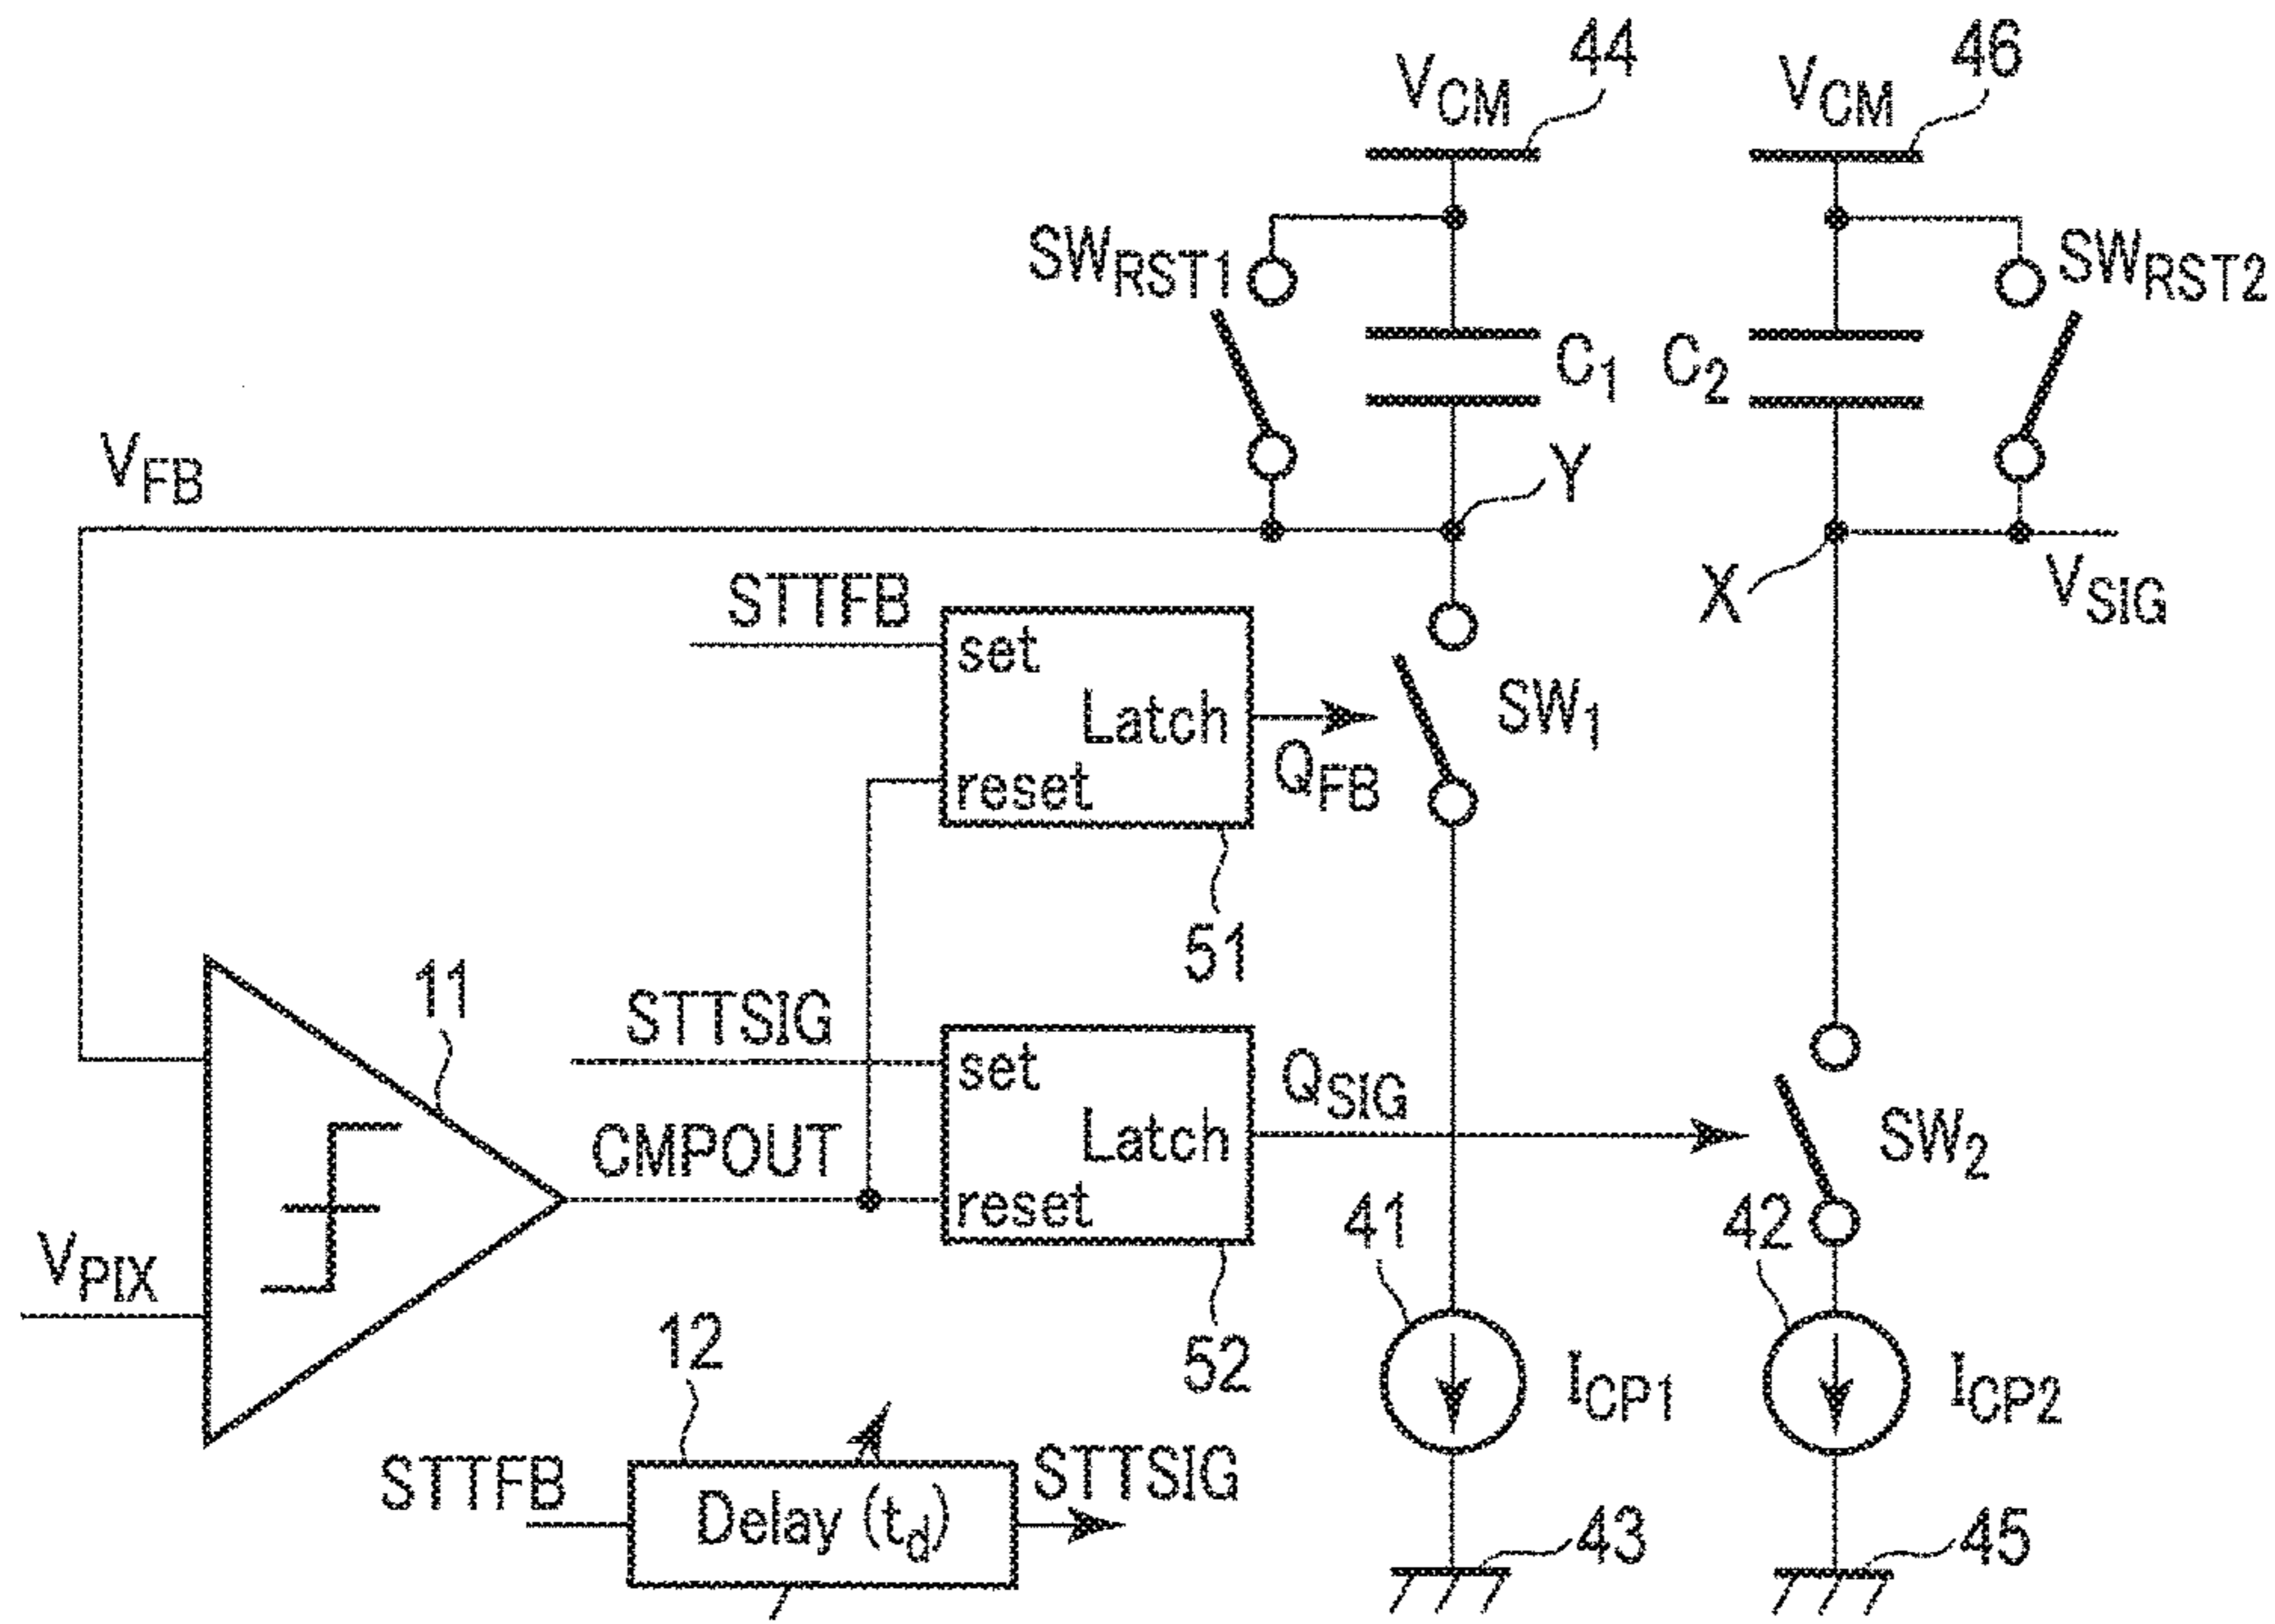 44
46
VCM
VCM
SWRST1
SWRST2
C1
C2
VFB
Y
X
VSIG
STTFB
set
Latch
reset
QFB
SW1
51
11
STTSIG
set
Latch
reset
QSIG
SW2
CMPOUT
52
VPIX
41
42
12
ICP1
ICP2
STTFB
Delay (td)
STTSIG
43
45